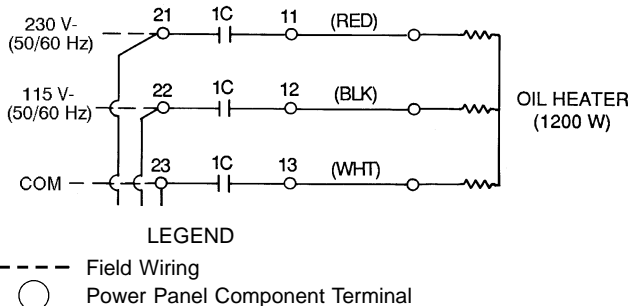 21 1C 11 (RED)
230 V-
(50/60 Hz)
22 1C 12 (BLK)
115 V-
(50/60 Hz)
OIL HEATER
(1200 W)
23 1C 13 (WHT)
COM
LEGEND
Field Wiring
Power Panel Component Terminal